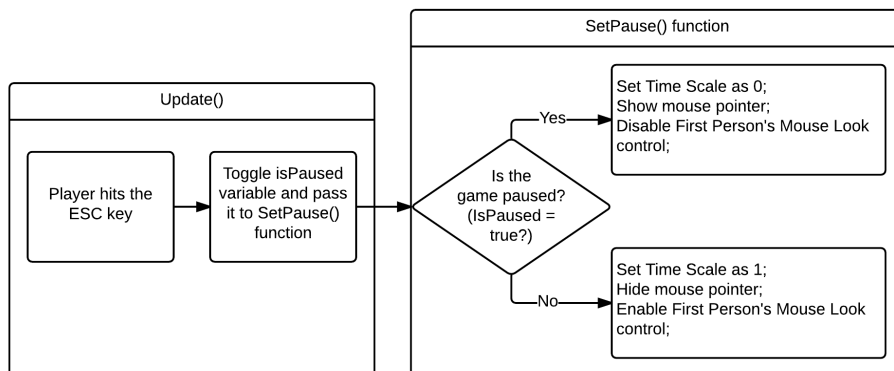 SetPause() function
Update()
Player hits the
ESC key
Toggle isPaused
variable and pass
it to SetPause()
function
Is the
game paused?
(IsPaused =
true?)
Yes
Set Time Scale as 0;
Show mouse pointer;
Disable First Person's Mouse Look
control;
No
Set Time Scale as 1;
Hide mouse pointer;
Enable First Person's Mouse Look
control;